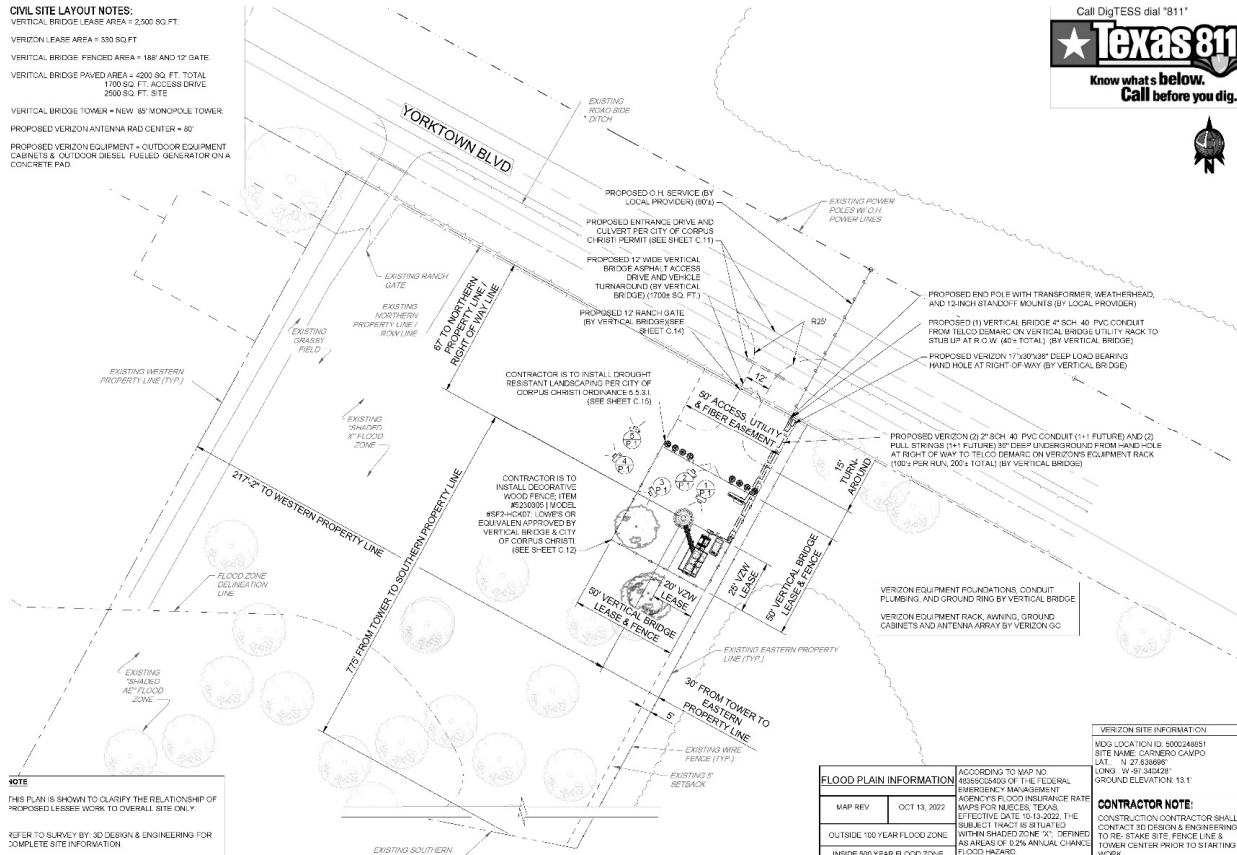 CIVIL SITE LAYOUT NOTES:
VERTICAL BRIDGE LEASE AREA = 2,500 SQ.FT.
VERIZON LEASE AREA = 330 SQ.FT
VERITCAL BRIDGE FENCED AREA = 188' AND 12' GATE.
VERITCAL BRIDGE PAVED AREA = 4200 SQ. FT. TOTAL
1700 SQ. FT. ACCESS DRIVE
2500 SQ. FT. SITE
VERITCAL BRIDGE TOWER = NEW 85' MONOPOLE TOWER.
PROPOSED VERIZON ANTENNA RAD CENTER = 80'
PROPOSED VERIZON EQUIPMENT = OUTDOOR EQUIPMENT
CABINETS & OUTDOOR DIESEL FUELED GENERATOR ON A
CONCRETE PAD.
Call DigTESS dial "811"
Texas 811
Know what's below.
Call before you dig.
N
YORKTOWN BLVD
EXISTING
ROAD SIDE
DITCH
PROPOSED O.H. SERVICE (BY
LOCAL PROVIDER) (80'±)
EXISTING POWER
POLES W/ O.H.
POWER LINES
PROPOSED ENTRANCE DRIVE AND
CULVERT PER CITY OF CORPUS
CHRISTI PERMIT (SEE SHEET C.11)
PROPOSED 12' WIDE VERTICAL
BRIDGE ASPHALT ACCESS
DRIVE AND VEHICLE
TURNAROUND (BY VERTICAL
BRIDGE) (1700± SQ. FT.)
PROPOSED 12' RANCH GATE
(BY VERTICAL BRIDGE)(SEE
SHEET C.14)
R25'
12'
PROPOSED END POLE WITH TRANSFORMER, WEATHERHEAD,
AND 12-INCH STANDOFF MOUNTS (BY LOCAL PROVIDER)
PROPOSED (1) VERTICAL BRIDGE 4" SCH. 40 PVC CONDUIT
FROM TELCO DEMARC ON VERTICAL BRIDGE UTILITY RACK TO
STUB UP AT R.O.W. (40'± TOTAL) (BY VERTICAL BRIDGE)
PROPOSED VERIZON 17"x30"x36" DEEP LOAD BEARING
HAND HOLE AT RIGHT-OF-WAY (BY VERTICAL BRIDGE)
EXISTING RANCH
GATE
EXISTING
NORTHERN
PROPERTY LINE /
ROW LINE
67' TO NORTHERN
PROPERTY LINE /
RIGHT OF WAY LINE
EXISTING
GRASSY
FIELD
EXISTING WESTERN
PROPERTY LINE (TYP.)
EXISTING
"SHADED
X" FLOOD
ZONE
CONTRACTOR IS TO INSTALL DROUGHT
RESISTANT LANDSCAPING PER CITY OF
CORPUS CHRISTI ORDINANCE 5.5.3.I.
(SEE SHEET C.15)
50' ACCESS, UTILITY
& FIBER EASEMENT
PROPOSED VERIZON (2) 2" SCH. 40 PVC CONDUIT (1+1 FUTURE) AND (2)
PULL STRINGS (1+1 FUTURE) 36" DEEP UNDERGROUND FROM HAND HOLE
AT RIGHT OF WAY TO TELCO DEMARC ON VERIZON'S EQUIPMENT RACK
(100'± PER RUN, 200'± TOTAL) (BY VERTICAL BRIDGE)
15'
TURN-
AROUND
P.1
4
P.1
3
P.1
2
P.1
1
P.1
CONTRACTOR IS TO
INSTALL DECORATIVE
WOOD FENCE; ITEM
#5230305 | MODEL
#SF2-HCK07; LOWE'S OR
EQUIVALEN APPROVED BY
VERTICAL BRIDGE & CITY
OF CORPUS CHRISTI.
(SEE SHEET C.12)
217'-2" TO WESTERN PROPERTY LINE
775' FROM TOWER TO SOUTHERN PROPERTY LINE
FLOOD ZONE
DELINEATION
LINE
20' VZW
LEASE
25' VZW
LEASE
50' VERTICAL BRIDGE
LEASE & FENCE
50' VERTICAL BRIDGE
LEASE & FENCE
VERIZON EQUIPMENT FOUNDATIONS, CONDUIT
PLUMBING, AND GROUND RING BY VERTICAL BRIDGE
VERIZON EQUIPMENT RACK, AWNING, GROUND
CABINETS AND ANTENNA ARRAY BY VERIZON GC
EXISTING EASTERN PROPERTY
LINE (TYP.)
EXISTING
"SHADED
AE" FLOOD
ZONE
30' FROM TOWER TO
EASTERN
PROPERTY LINE
5'
EXISTING WIRE
FENCE (TYP.)
EXISTING 5'
SETBACK
EXISTING SOUTHERN
NOTE
THIS PLAN IS SHOWN TO CLARIFY THE RELATIONSHIP OF
PROPOSED LESSEE WORK TO OVERALL SITE ONLY.
REFER TO SURVEY BY: 3D DESIGN & ENGINEERING FOR
COMPLETE SITE INFORMATION.
FLOOD PLAIN INFORMATION
MAP REV. OCT 13, 2022
OUTSIDE 100 YEAR FLOOD ZONE
INSIDE 500 YEAR FLOOD ZONE
ACCORDING TO MAP NO.
48355C0540G OF THE FEDERAL
EMERGENCY MANAGEMENT
AGENCY'S FLOOD INSURANCE RATE
MAPS FOR NUECES, TEXAS,
EFFECTIVE DATE 10-13-2022, THE
SUBJECT TRACT IS SITUATED
WITHIN SHADED ZONE "X"; DEFINED
AS AREAS OF 0.2% ANNUAL CHANCE
FLOOD HAZARD
VERIZON SITE INFORMATION
MDG LOCATION ID: 5000248851
SITE NAME: CARNERO CAMPO
LAT.: N 27.638696°
LONG.: W -97.340428°
GROUND ELEVATION: 13.1'
CONTRACTOR NOTE:
CONSTRUCTION CONTRACTOR SHALL
CONTACT 3D DESIGN & ENGINEERING
TO RE- STAKE SITE, FENCE LINE &
TOWER CENTER PRIOR TO STARTING
WORK